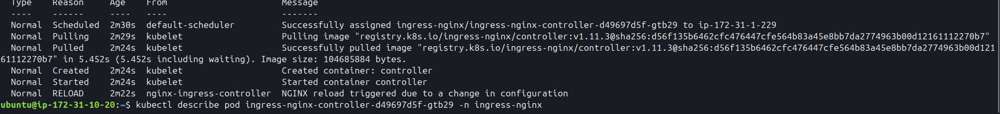 Type     Reason     Age    From                      Message
----     ------     ----   ----                      -------
Normal  Scheduled  2m30s  default-scheduler         Successfully assigned ingress-nginx/ingress-nginx-controller-d49697d5f-gtb29 to ip-172-31-1-229
Normal  Pulling    2m29s  kubelet                   Pulling image "registry.k8s.io/ingress-nginx/controller:v1.11.3@sha256:d56f135b6462cfc476447cfe564b83a45e8bb7da2774963b00d12161112270b7"
Normal  Pulled     2m24s  kubelet                   Successfully pulled image "registry.k8s.io/ingress-nginx/controller:v1.11.3@sha256:d56f135b6462cfc476447cfe564b83a45e8bb7da2774963b00d121
61112270b7" in 5.452s (5.452s including waiting). Image size: 104685884 bytes.
Normal  Created    2m24s  kubelet                   Created container: controller
Normal  Started    2m24s  kubelet                   Started container controller
Normal  RELOAD     2m22s  nginx-ingress-controller  NGINX reload triggered due to a change in configuration
ubuntu@ip-172-31-10-20:~$ kubectl describe pod ingress-nginx-controller-d49697d5f-gtb29 -n ingress-nginx